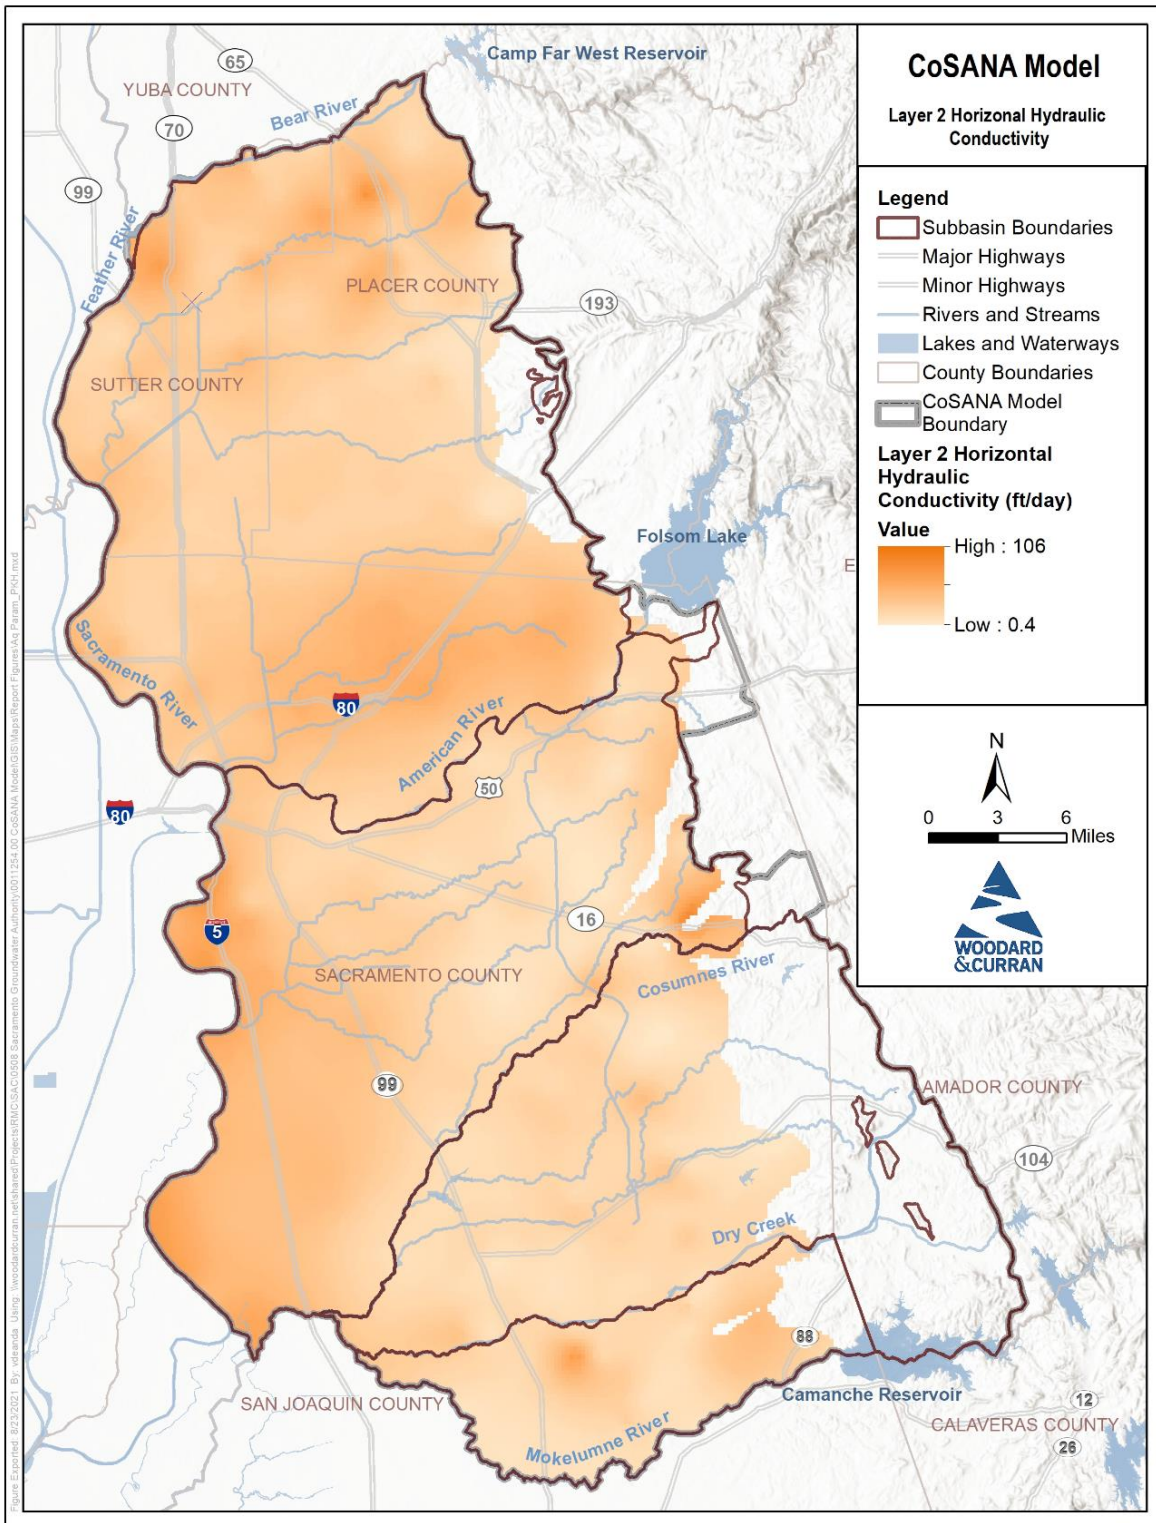 CoSANA Model
Layer 2 Horizonal Hydraulic
Conductivity
Legend
Subbasin Boundaries
Major Highways
Minor Highways
Rivers and Streams
Lakes and Waterways
County Boundaries
CoSANA Model
Boundary
Layer 2 Horizontal
Hydraulic
Conductivity (ft/day)
Value
High : 106
Low : 0.4
N
0 3 6
Miles
WOODARD
&CURRAN
Camp Far West Reservoir
65
YUBA COUNTY
Bear River
70
99
Feather River
PLACER COUNTY
193
SUTTER COUNTY
Folsom Lake
E
Sacramento River
80
American River
50
80
16
5
SACRAMENTO COUNTY
Cosumnes River
99
AMADOR COUNTY
104
Dry Creek
88
SAN JOAQUIN COUNTY
Camanche Reservoir
12
CALAVERAS COUNTY
26
Mokelumne River